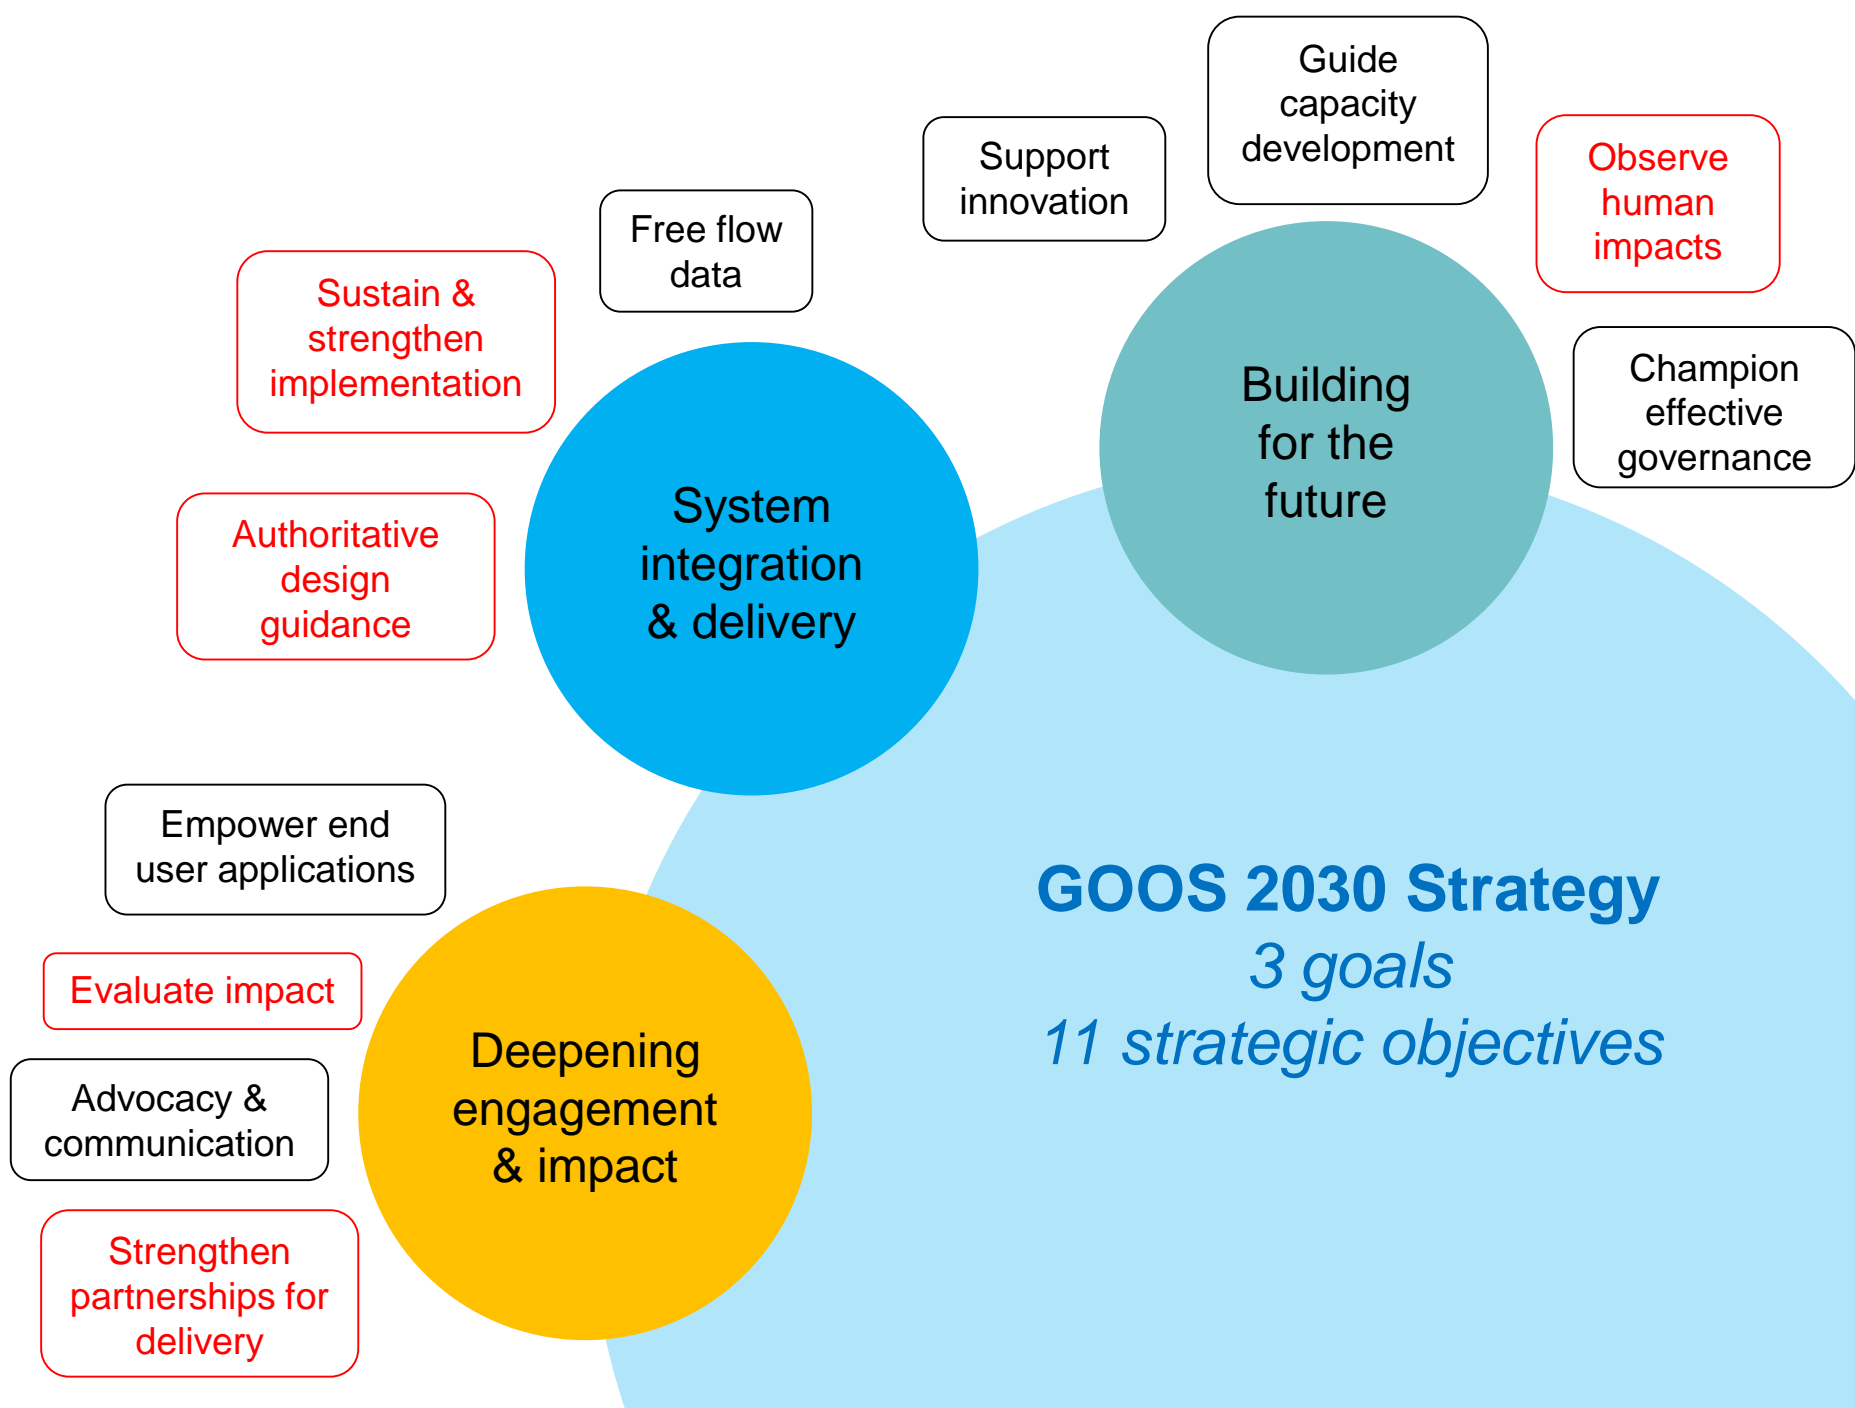 Guide
capacity
development
Support
innovation
Observe
human
impacts
Free flow
data
Sustain &
strengthen
implementation
Champion
effective
governance
Building
for the
future
System
integration
& delivery
Authoritative
design
guidance
Empower end
user applications
GOOS 2030 Strategy
3 goals
11 strategic objectives
Evaluate impact
Deepening
engagement
& impact
Advocacy &
communication
Strengthen
partnerships for
delivery